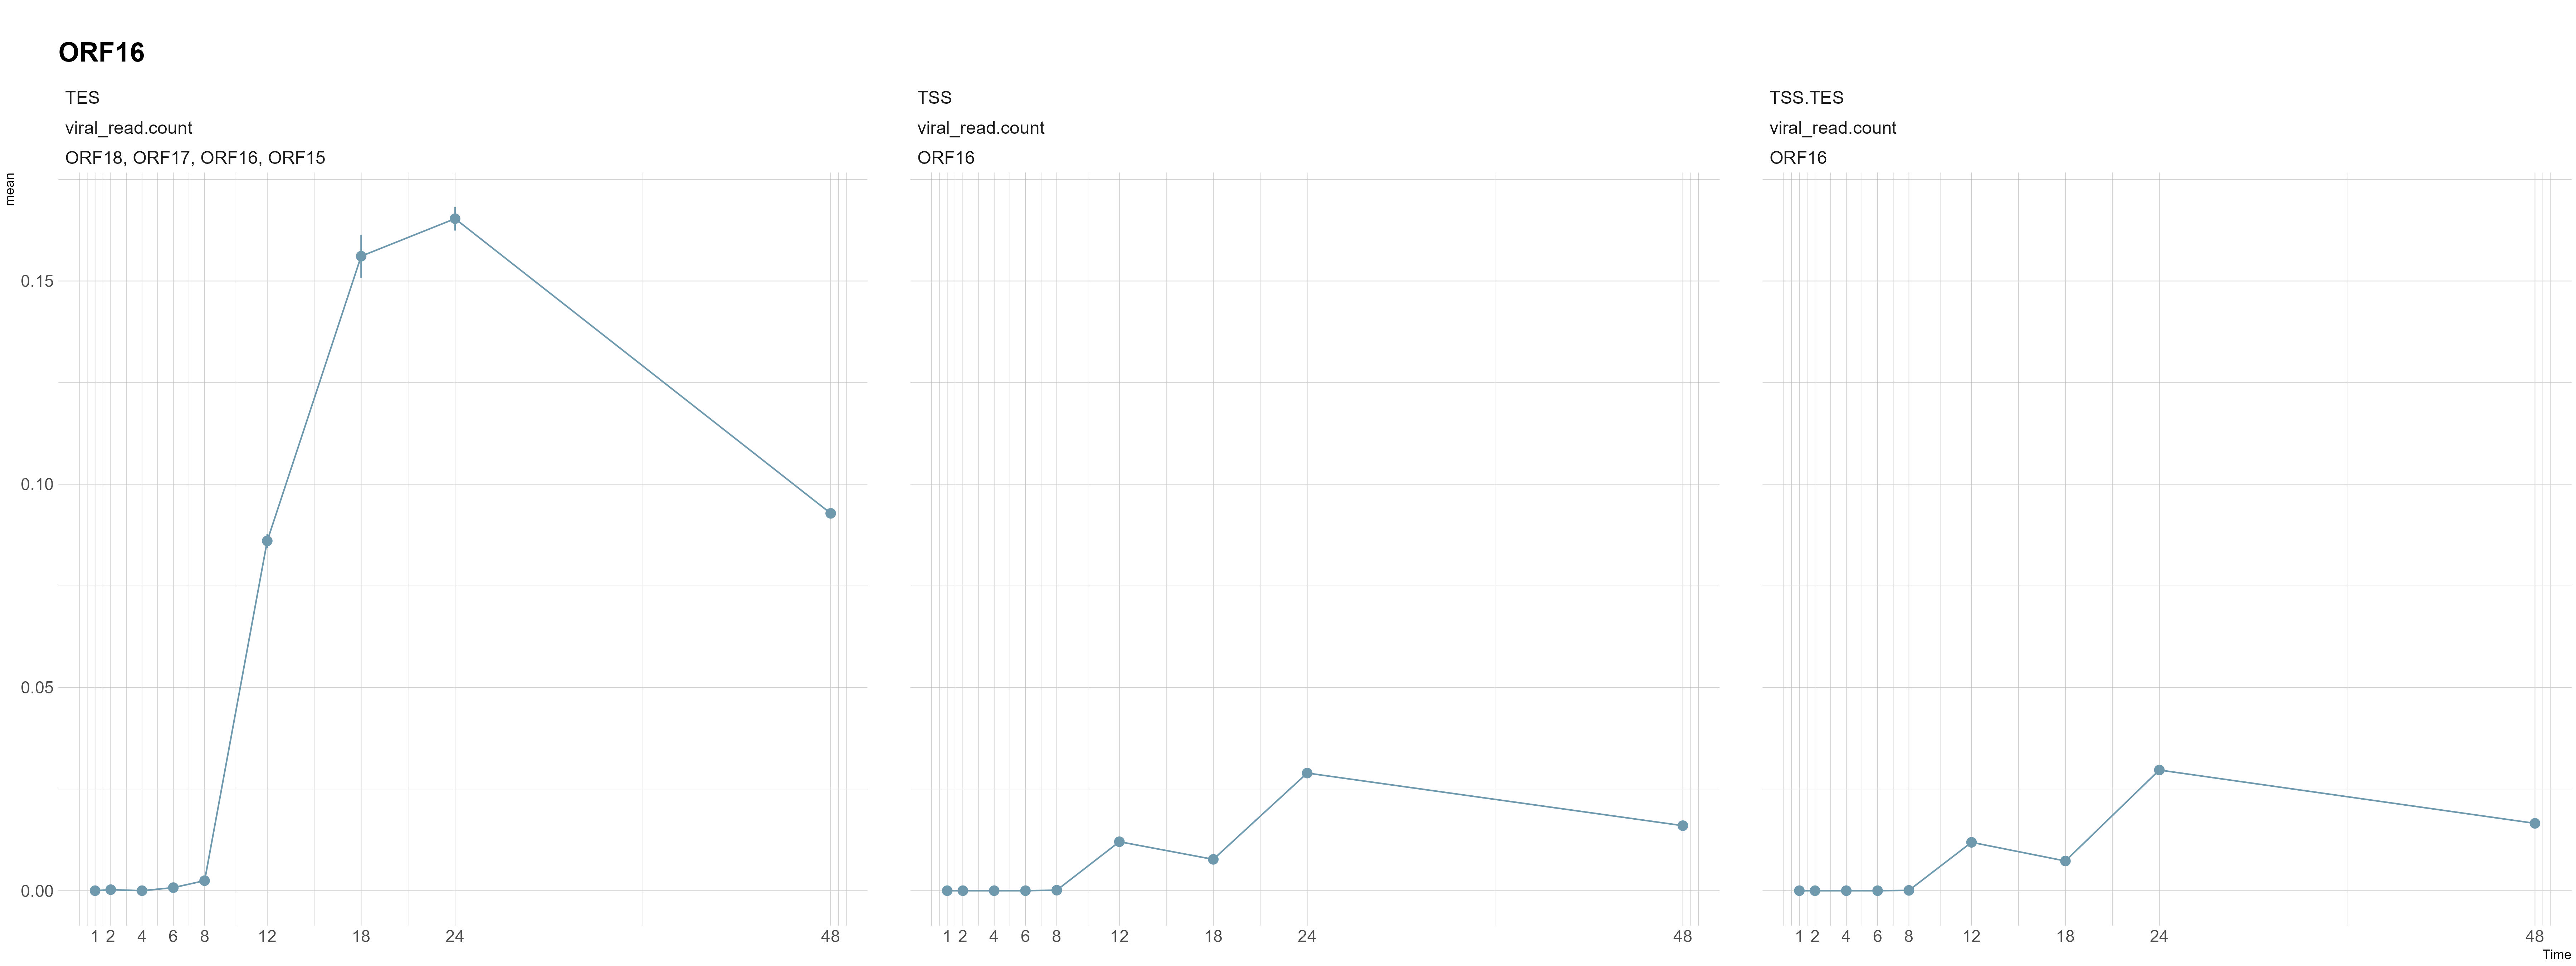 ORF16
TES
viral_read.count
ORF18, ORF17, ORF16, ORF15
TSS
viral_read.count
ORF16
TSS.TES
viral_read.count
ORF16
mean
0.15
0.10
0.05
0.00
1 2 4 6 8 12 18 24 48
1 2 4 6 8 12 18 24 48
1 2 4 6 8 12 18 24 48
Time